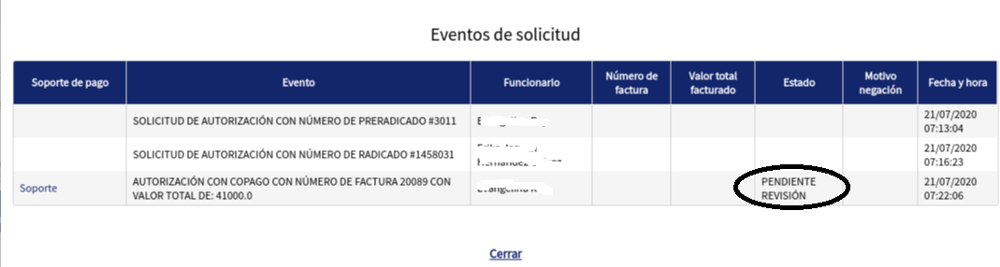 Eventos de solicitud
Soporte de pago Evento Funcionario Número de factura Valor total facturado Estado Motivo negación Fecha y hora
SOLICITUD DE AUTORIZACIÓN CON NÚMERO DE PRERADICADO #3011 21/07/2020
07:13:04
SOLICITUD DE AUTORIZACIÓN CON NÚMERO DE RADICADO #1458031 21/07/2020
07:16:23
Soporte AUTORIZACIÓN CON COPAGO CON NÚMERO DE FACTURA 20089 CON PENDIENTE 21/07/2020
VALOR TOTAL DE: 41000.0 REVISIÓN 07:22:06
Cerrar